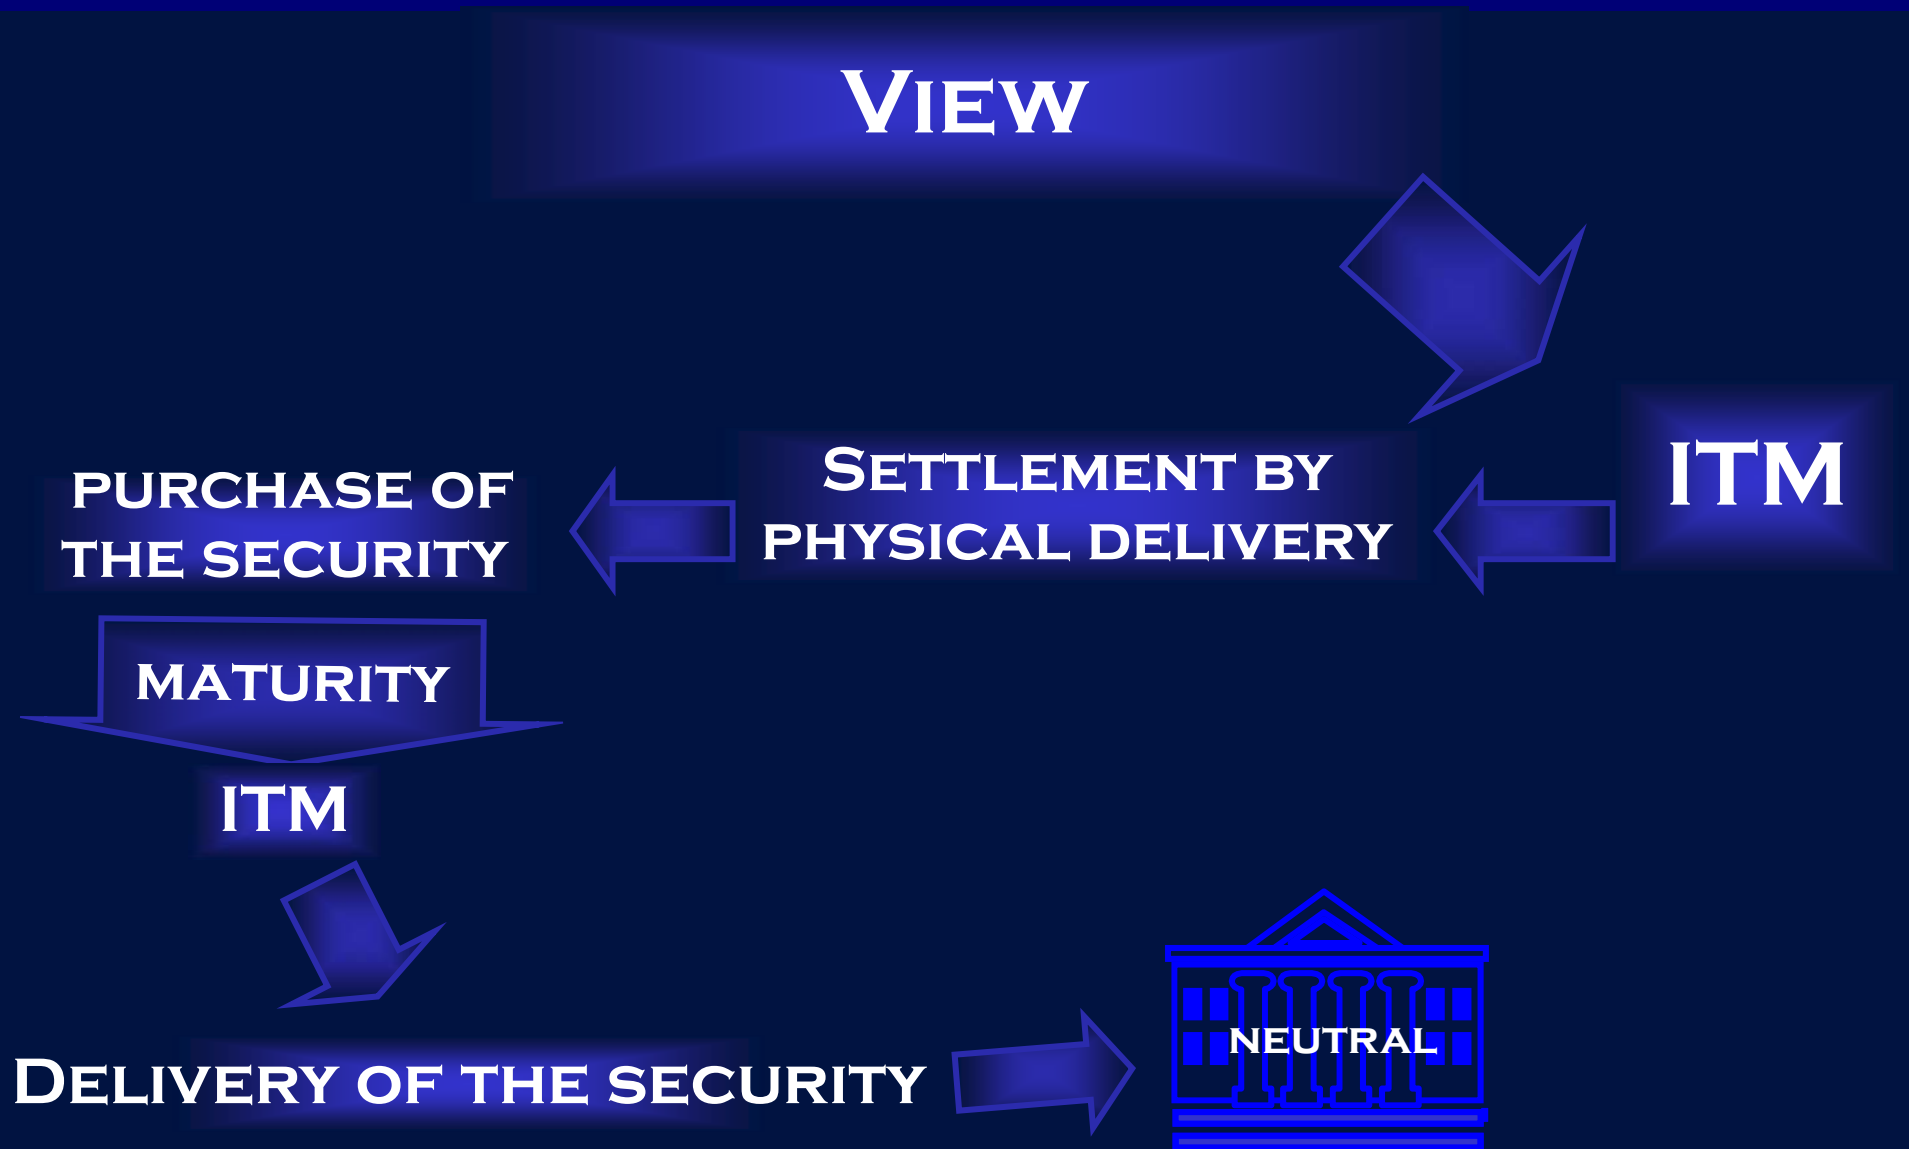 View
ITM
Settlement by
physical delivery
purchase of
the security
maturity
ITM
Delivery of the security
neutral